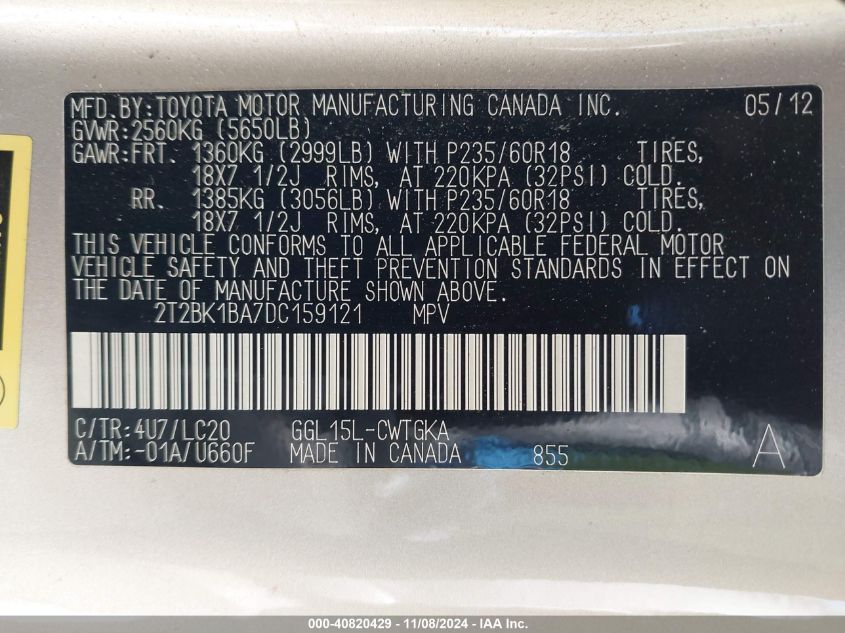 MFD.BY:TOYOTA MOTOR MANUFACTURING CANADA INC. 05/12
GVWR:2560KG (5650LB)
GAWR:FRT. 1360KG (2999LB) WITH P235/60R18 TIRES,
18X7 1/2J RIMS, AT 220KPA (32PSI) COLD.
RR. 1385KG (3056LB) WITH P235/60R18 TIRES,
18X7 1/2J RIMS, AT 220KPA (32PSI) COLD.
THIS VEHICLE CONFORMS TO ALL APPLICABLE FEDERAL MOTOR
VEHICLE SAFETY AND THEFT PREVENTION STANDARDS IN EFFECT ON
THE DATE OF MANUFACTURE SHOWN ABOVE.
2T2BK1BA7DC159121 MPV
C/TR:4U7/LC20 GGL15L-CWTGKA
A/TM:-01A/U660F MADE IN CANADA 855 A
000-40820429 - 11/08/2024 - IAA Inc.